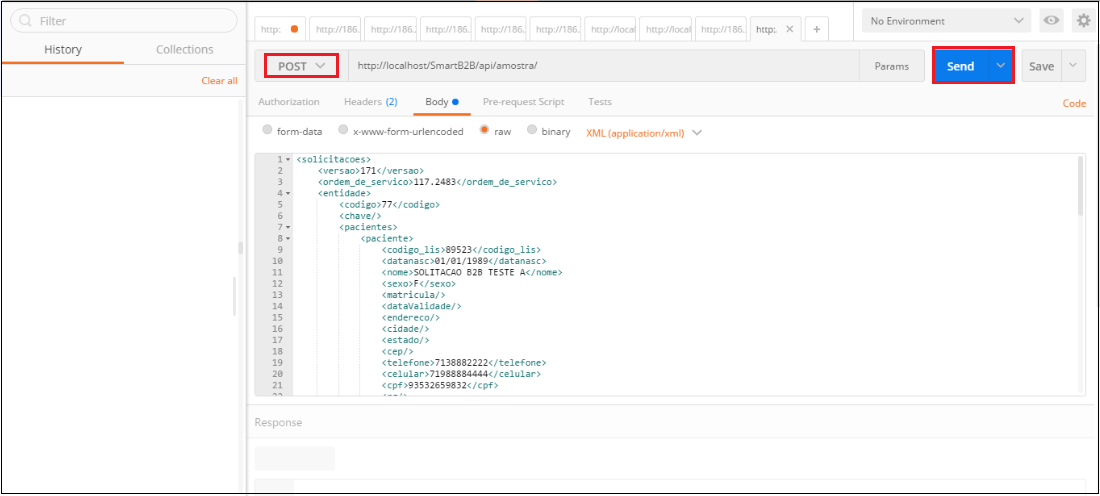 Filter
History Collections
Clear all
http: http://186. http://186.: http://186. http://186. http://186. http://local http://local http://186. http:. × +
No Environment
POST http://localhost/SmartB2B/api/amostra/ Params Send Save
Authorization Headers (2) Body Pre-request Script Tests Code
form-data x-www-form-urlencoded raw binary XML (application/xml)
1 <solicitacoes>
2 <versao>171</versao>
3 <ordem_de_servico>117.2483</ordem_de_servico>
4 <entidade>
5 <codigo>77</codigo>
6 <chave/>
7 <pacientes>
8 <paciente>
9 <codigo_lis>89523</codigo_lis>
10 <datanasc>01/01/1989</datanasc>
11 <nome>SOLITACAO B2B TESTE A</nome>
12 <sexo>F</sexo>
13 <matricula/>
14 <dataValidade/>
15 <endereco/>
16 <cidade/>
17 <estado/>
18 <cep/>
19 <telefone>7138882222</telefone>
20 <celular>71988884444</celular>
21 <cpf>93532659832</cpf>
22
Response